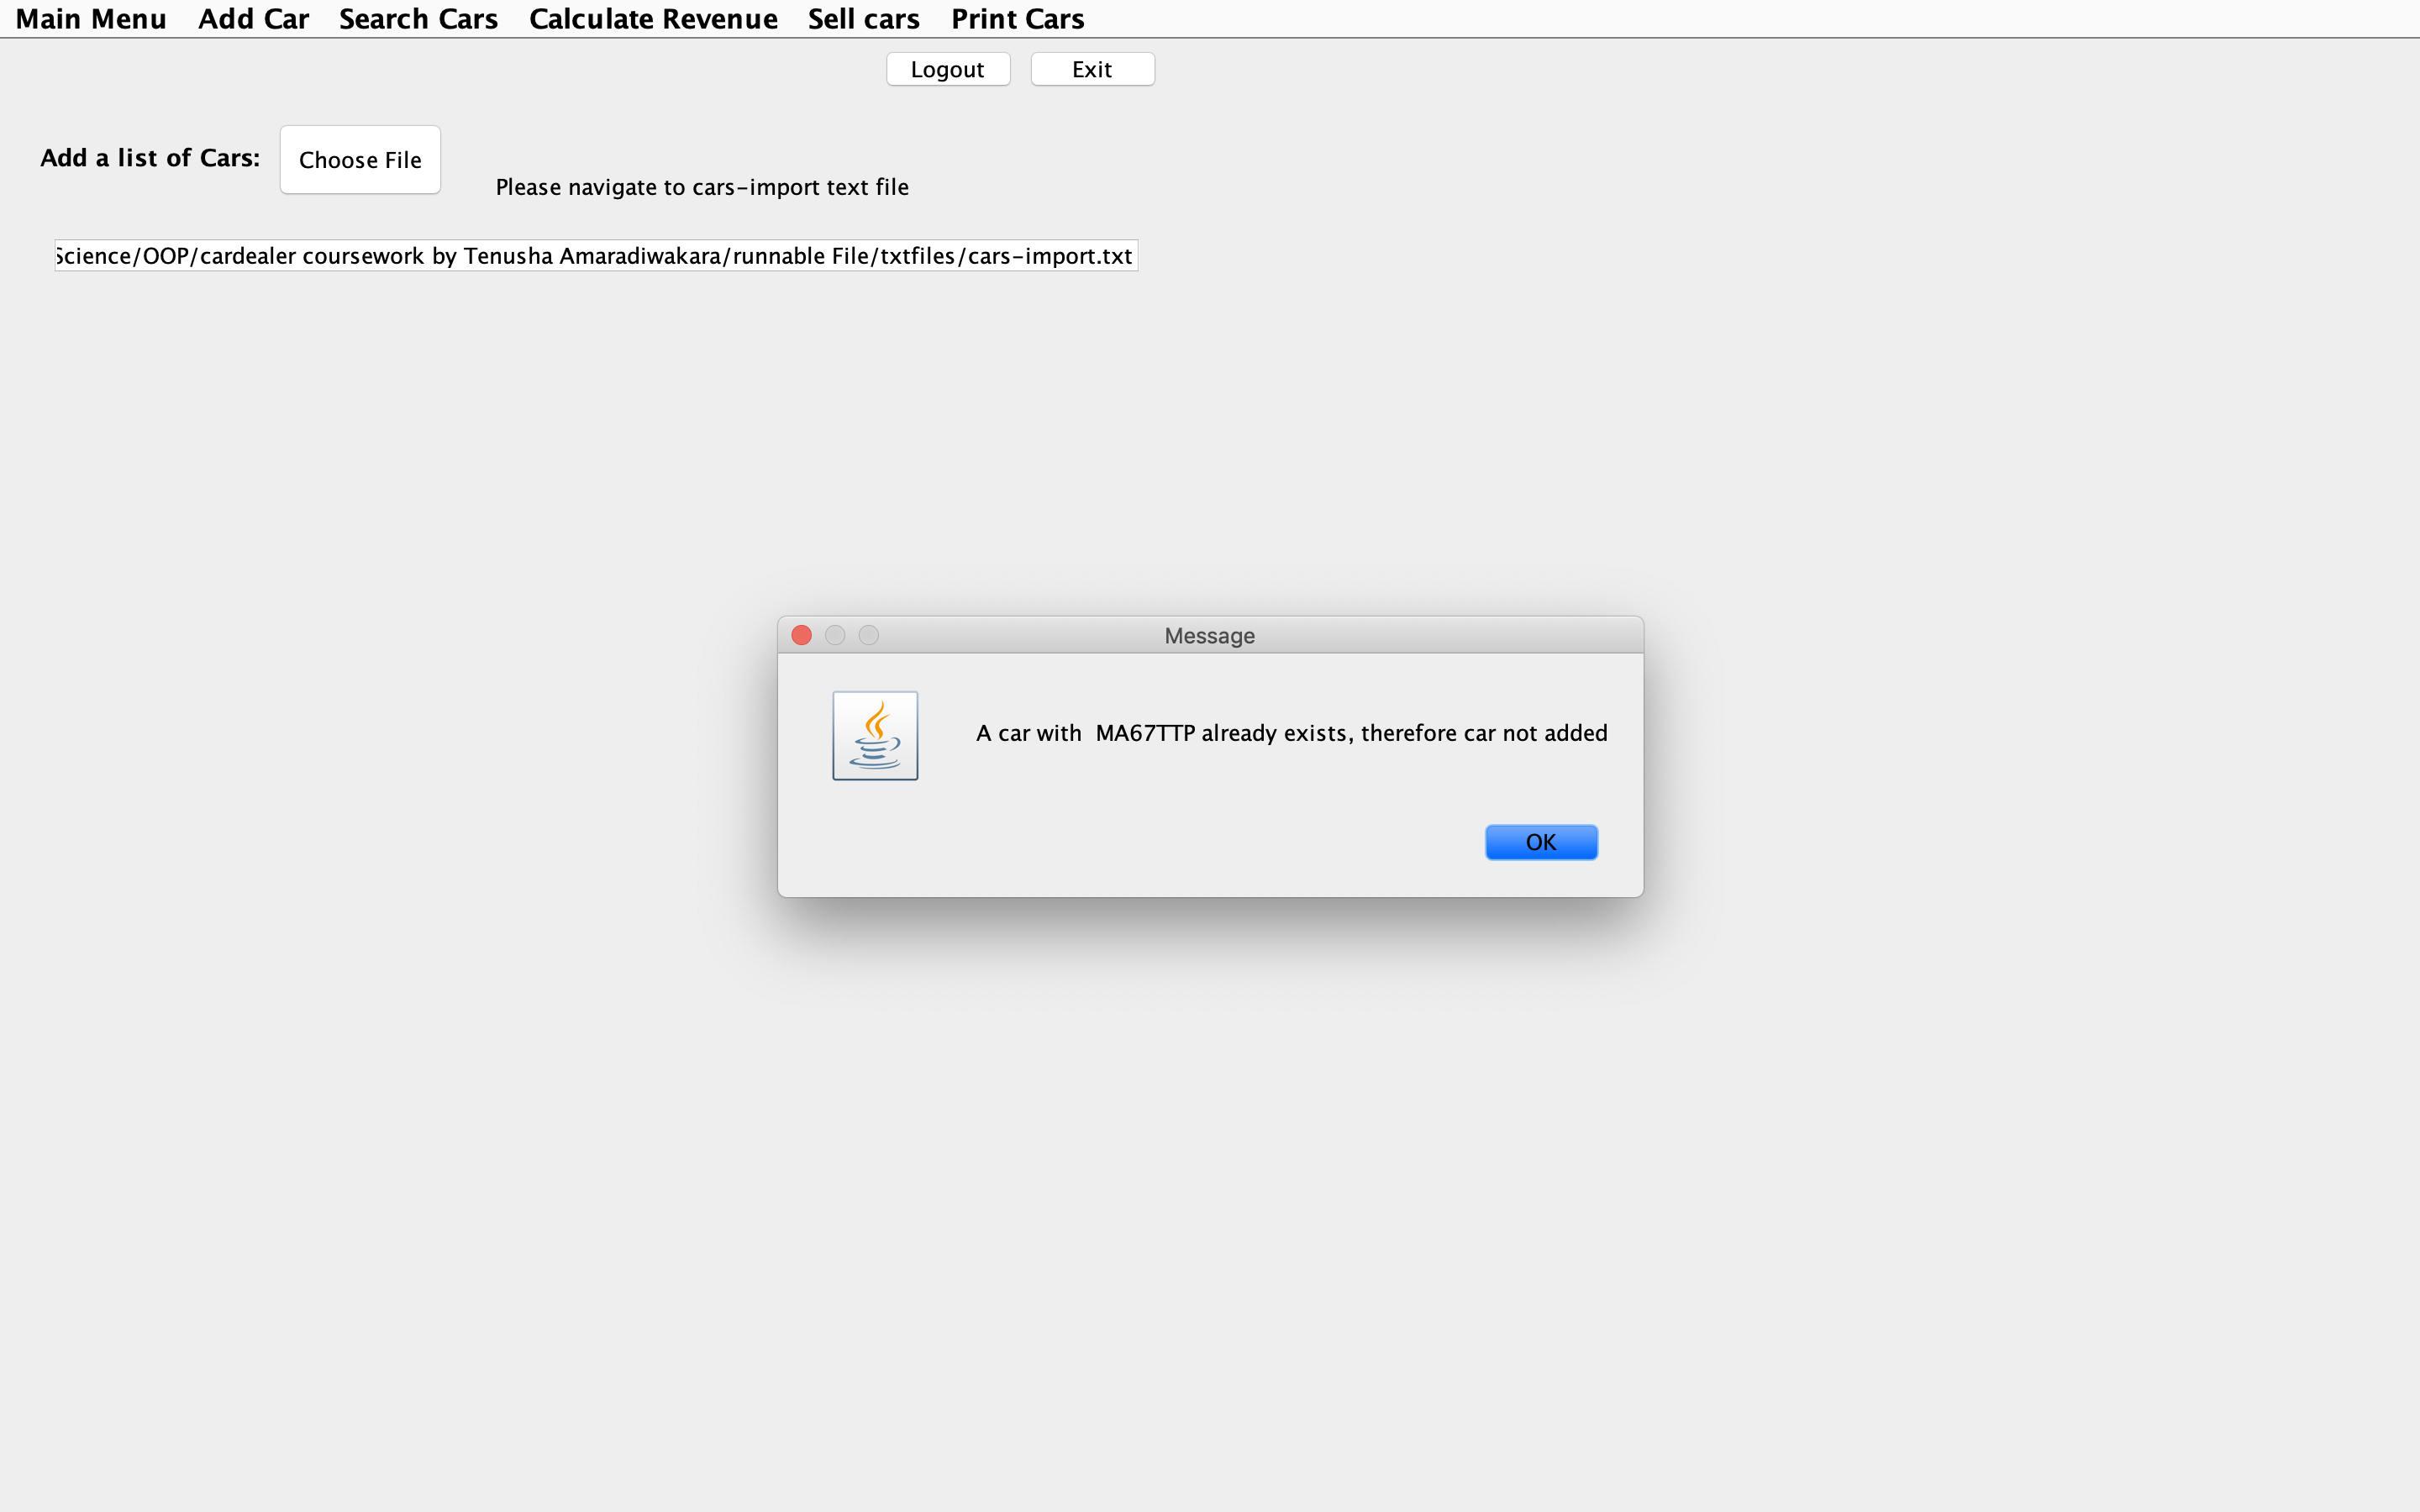 Main Menu Add Car Search Cars Calculate Revenue Sell cars Print Cars
Logout Exit
Add a list of Cars: Choose File
Please navigate to cars-import text file
Science/OOP/cardealer coursework by Tenusha Amaradiwakara/runnable File/txtfiles/cars-import.txt
Message
A car with  MA67TTP already exists, therefore car not added
OK